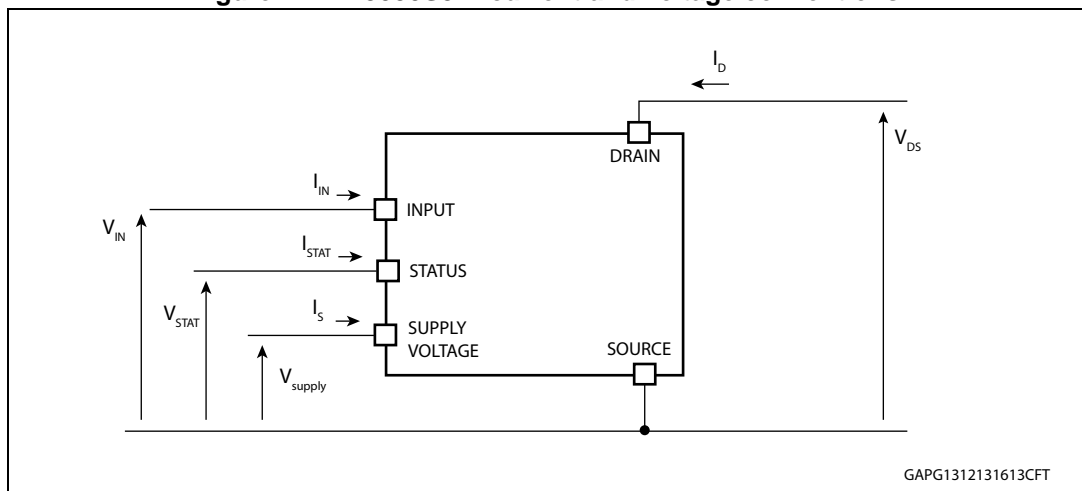 I_D
DRAIN
V_DS
I_IN
INPUT
V_IN
I_STAT
STATUS
V_STAT
I_S
SUPPLY
VOLTAGE
SOURCE
V_supply
GAPG1312131613CFT